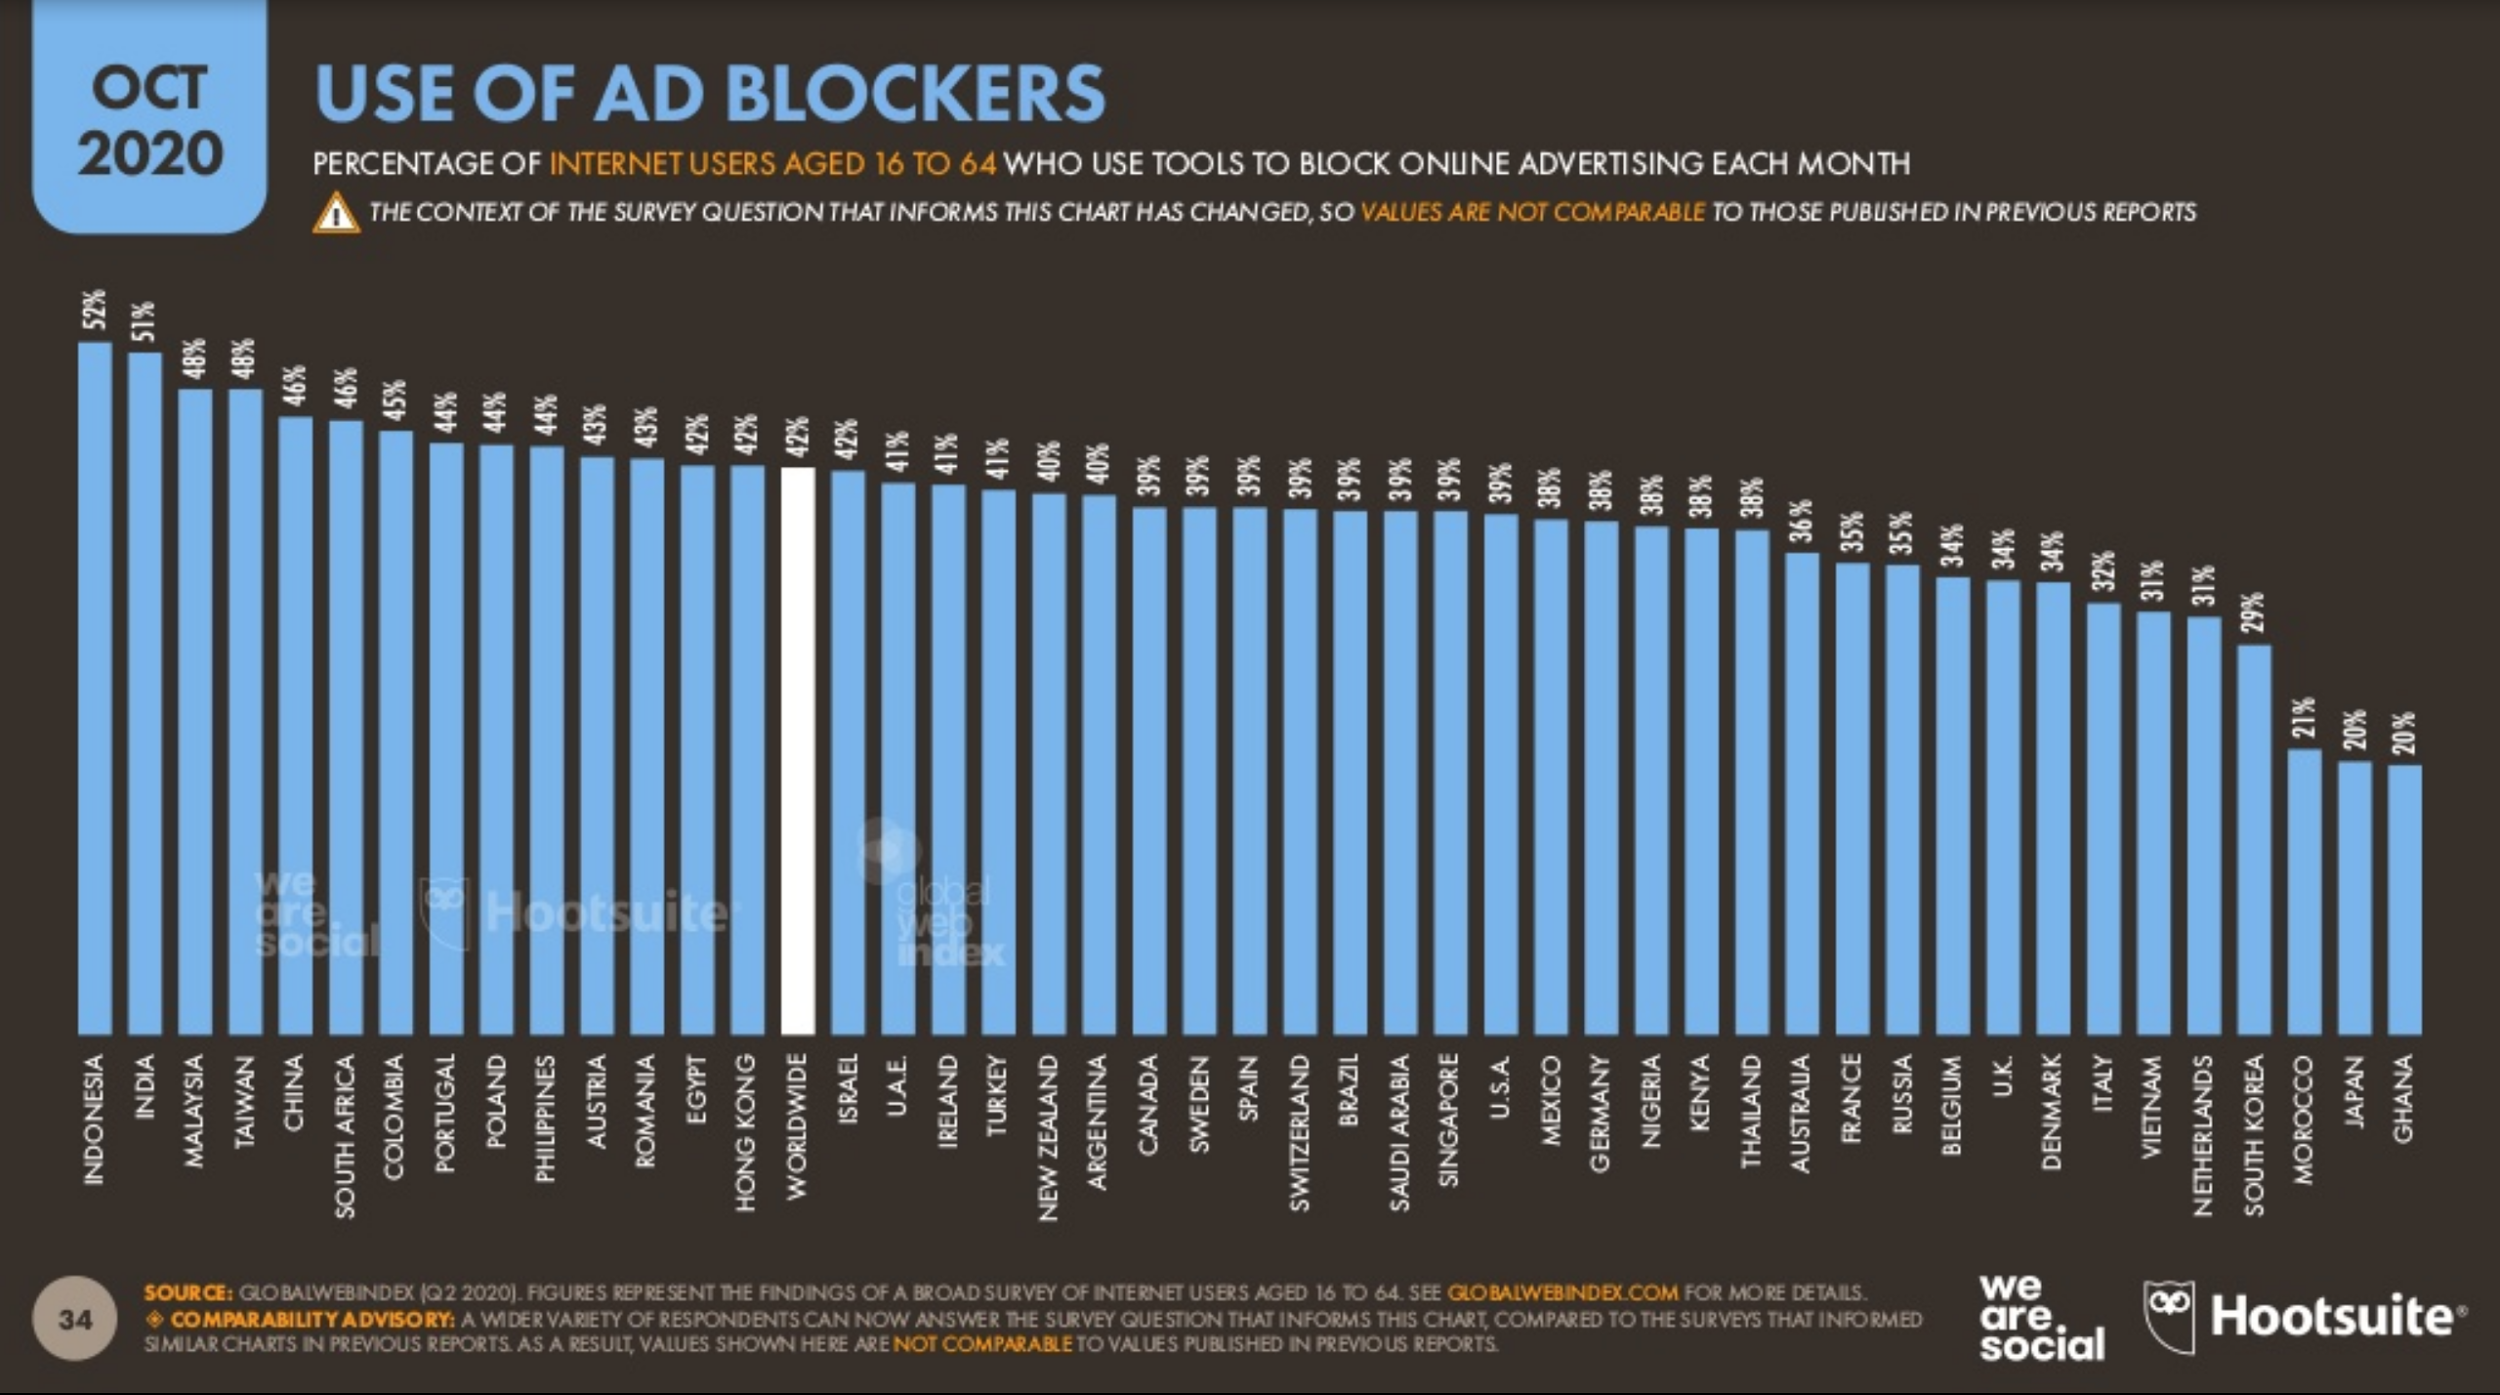 OCT
2020
USE OF AD BLOCKERS
PERCENTAGE OF INTERNET USERS AGED 16 TO 64 WHO USE TOOLS TO BLOCK ONLINE ADVERTISING EACH MONTH
THE CONTEXT OF THE SURVEY QUESTION THAT INFORMS THIS CHART HAS CHANGED, SO VALUES ARE NOT COMPARABLE TO THOSE PUBLISHED IN PREVIOUS REPORTS
52%
51%
48%
48%
46%
46%
45%
44%
44%
44%
43%
43%
42%
42%
42%
42%
41%
41%
41%
40%
40%
39%
39%
39%
39%
39%
39%
39%
39%
38%
38%
38%
38%
38%
36%
35%
35%
34%
34%
34%
32%
31%
31%
29%
21%
20%
20%
we
are.
social
Hootsuite®
global
web
index
INDONESIA
INDIA
MALAYSIA
TAIWAN
CHINA
SOUTH AFRICA
COLOMBIA
PORTUGAL
POLAND
PHILIPPINES
AUSTRIA
ROMANIA
EGYPT
HONG KONG
WORLDWIDE
ISRAEL
U.A.E.
IRELAND
TURKEY
NEW ZEALAND
ARGENTINA
CANADA
SWEDEN
SPAIN
SWITZERLAND
BRAZIL
SAUDI ARABIA
SINGAPORE
U.S.A.
MEXICO
GERMANY
NIGERIA
KENYA
THAILAND
AUSTRALIA
FRANCE
RUSSIA
BELGIUM
U.K.
DENMARK
ITALY
VIETNAM
NETHERLANDS
SOUTH KOREA
MOROCCO
JAPAN
GHANA
34
SOURCE: GLOBALWEBINDEX (Q2 2020). FIGURES REPRESENT THE FINDINGS OF A BROAD SURVEY OF INTERNET USERS AGED 16 TO 64. SEE GLOBALWEBINDEX.COM FOR MORE DETAILS.
COMPARABILITY ADVISORY: A WIDER VARIETY OF RESPONDENTS CAN NOW ANSWER THE SURVEY QUESTION THAT INFORMS THIS CHART, COMPARED TO THE SURVEYS THAT INFORMED
SIMILAR CHARTS IN PREVIOUS REPORTS. AS A RESULT, VALUES SHOWN HERE ARE NOT COMPARABLE TO VALUES PUBLISHED IN PREVIOUS REPORTS.
we
are.
social
Hootsuite®